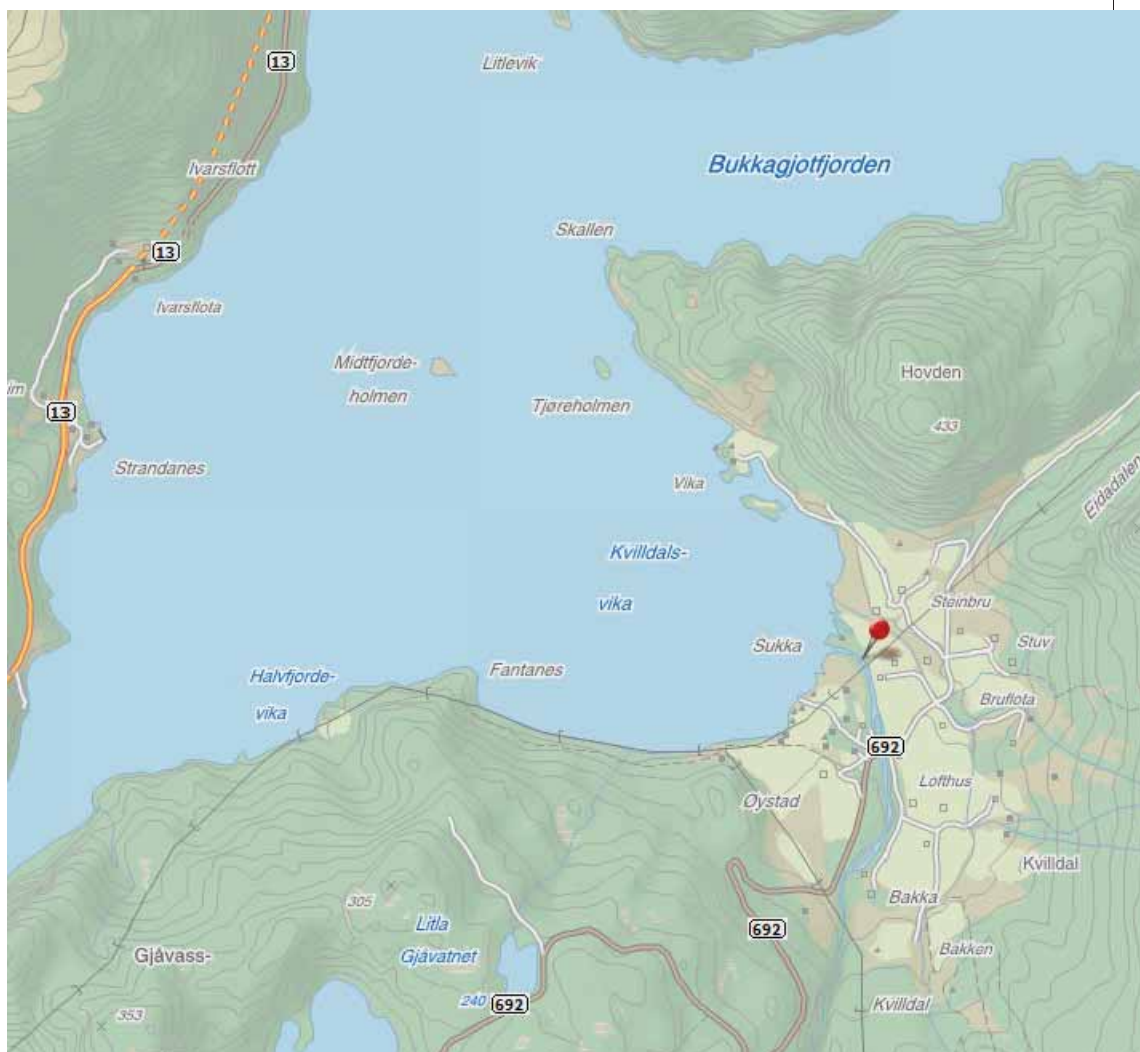 13
Litlevik
Bukkagjotfjorden
Ivarsflott
Skallen
13
Ivarsflota
Midtfjorde-
holmen
Hovden
Tjøreholmen
13
433
Strandanes
Vika
Eidadalen
Kvilldals-
vika
Steinbru
Sukka
Stuv
Fantanes
Halvfjorde-
vika
Bruflota
692
Lofthus
Øystad
Kvilldal
305
Bakka
Litla
Gjåvatnet
692
Gjåvass-
Bakken
240
692
Kvilldal
353